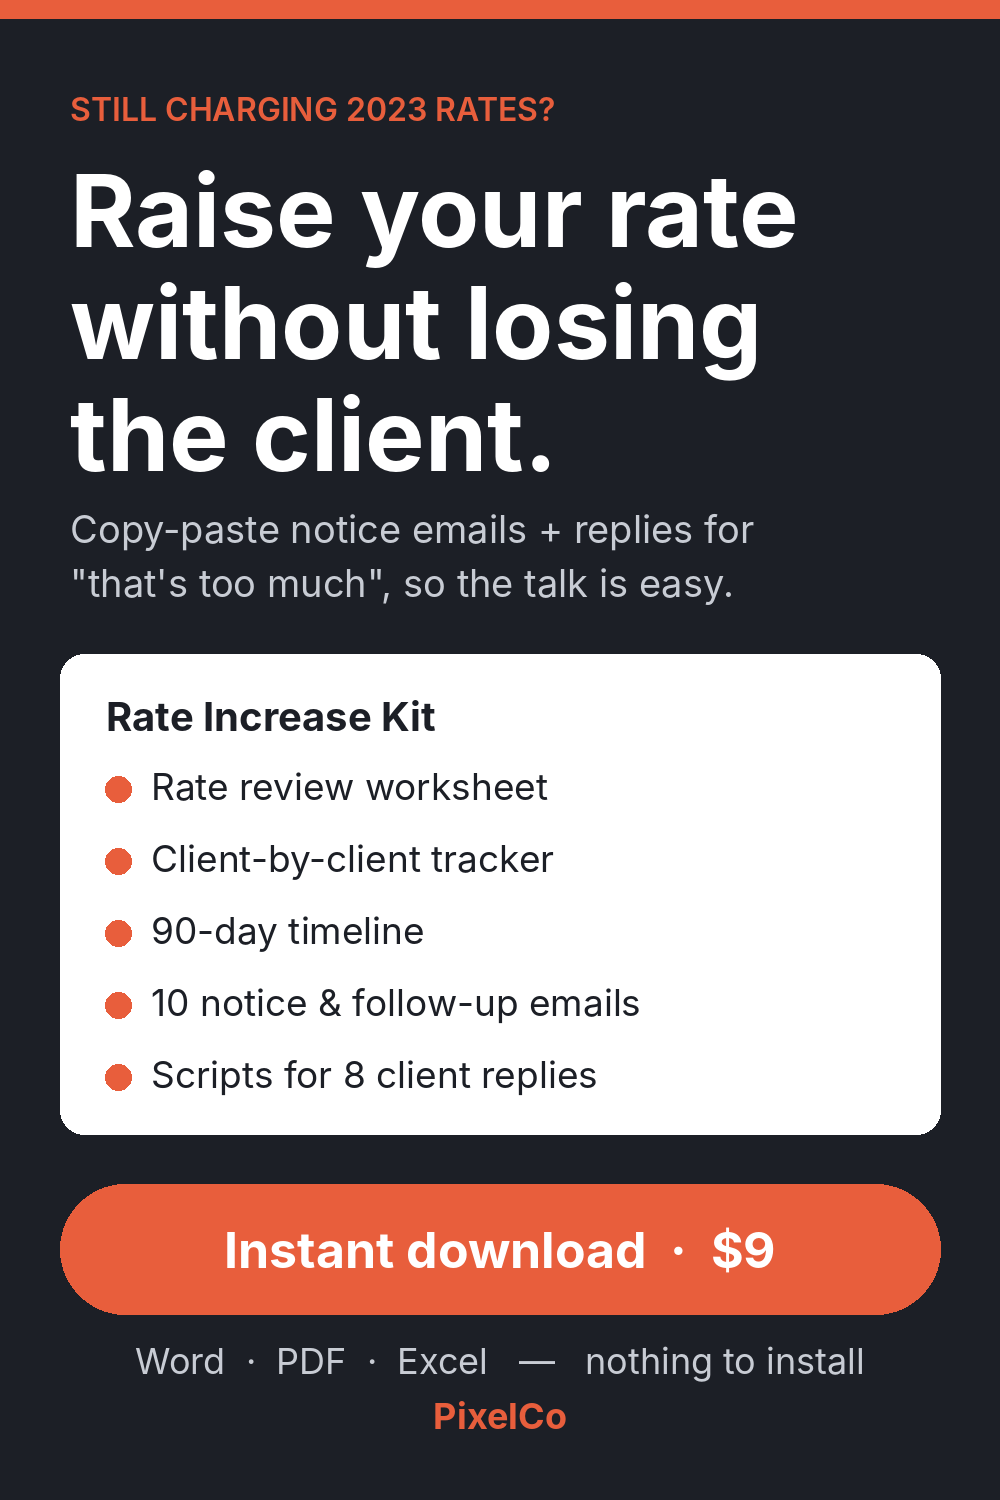 STILL CHARGING 2023 RATES?
Raise your rate
without losing
the client.
Copy-paste notice emails + replies for
"that's too much", so the talk is easy.
Rate Increase Kit
Rate review worksheet
Client-by-client tracker
90-day timeline
10 notice & follow-up emails
Scripts for 8 client replies
Instant download · $9
Word · PDF · Excel — nothing to install
PixelCo